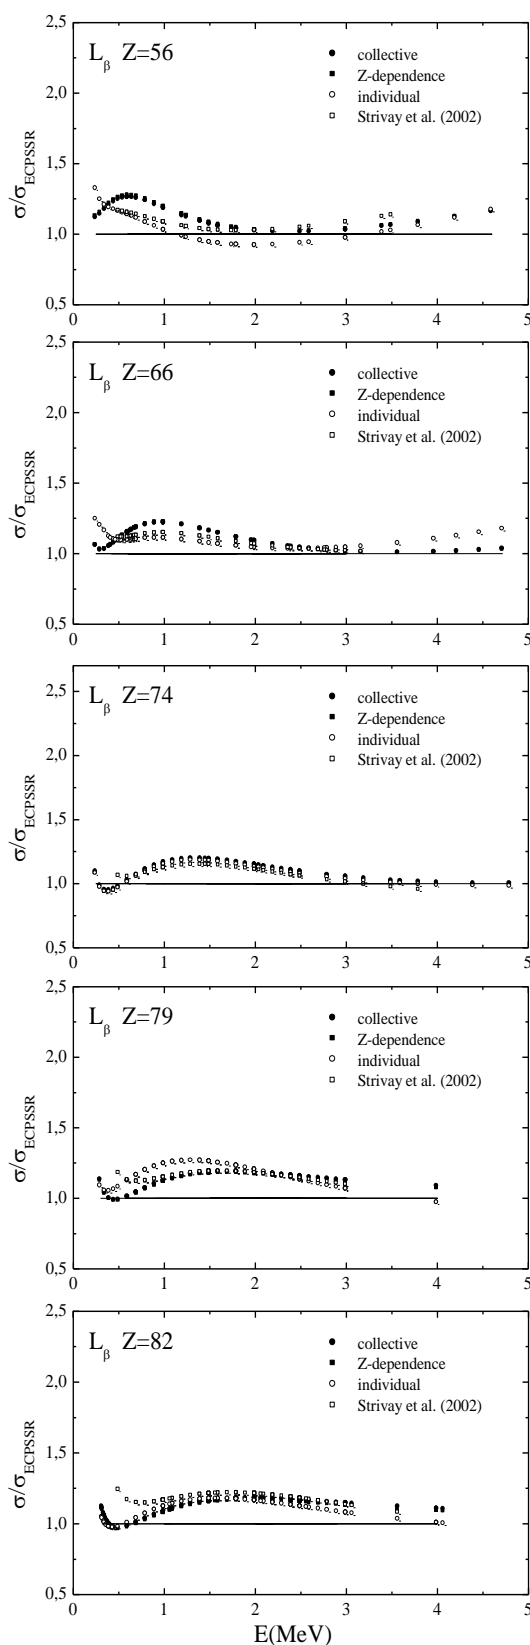 2,5
L_β Z=56
collective
Z-dependence
individual
Strivay et al. (2002)
2,0
1,5
1,0
0,5
σ/σ_ECPSSR
0 1 2 3 4 5
2,5
L_β Z=66
collective
Z-dependence
individual
Strivay et al. (2002)
2,0
1,5
1,0
0,5
σ/σ_ECPSSR
0 1 2 3 4 5
2,5
L_β Z=74
collective
Z-dependence
individual
Strivay et al. (2002)
2,0
1,5
1,0
0,5
σ/σ_ECPSSR
0 1 2 3 4 5
2,5
L_β Z=79
collective
Z-dependence
individual
Strivay et al. (2002)
2,0
1,5
1,0
0,5
σ/σ_ECPSSR
0 1 2 3 4 5
2,5
L_β Z=82
collective
Z-dependence
individual
Strivay et al. (2002)
2,0
1,5
1,0
0,5
σ/σ_ECPSSR
0 1 2 3 4 5
E(MeV)